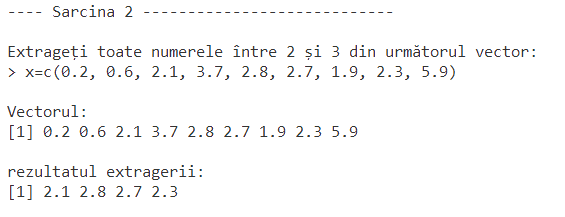 ---- Sarcina 2 ----------------------------
Extrageți toate numerele între 2 și 3 din următorul vector:
> x=c(0.2, 0.6, 2.1, 3.7, 2.8, 2.7, 1.9, 2.3, 5.9)
Vectorul:
[1] 0.2 0.6 2.1 3.7 2.8 2.7 1.9 2.3 5.9
rezultatul extragerii:
[1] 2.1 2.8 2.7 2.3